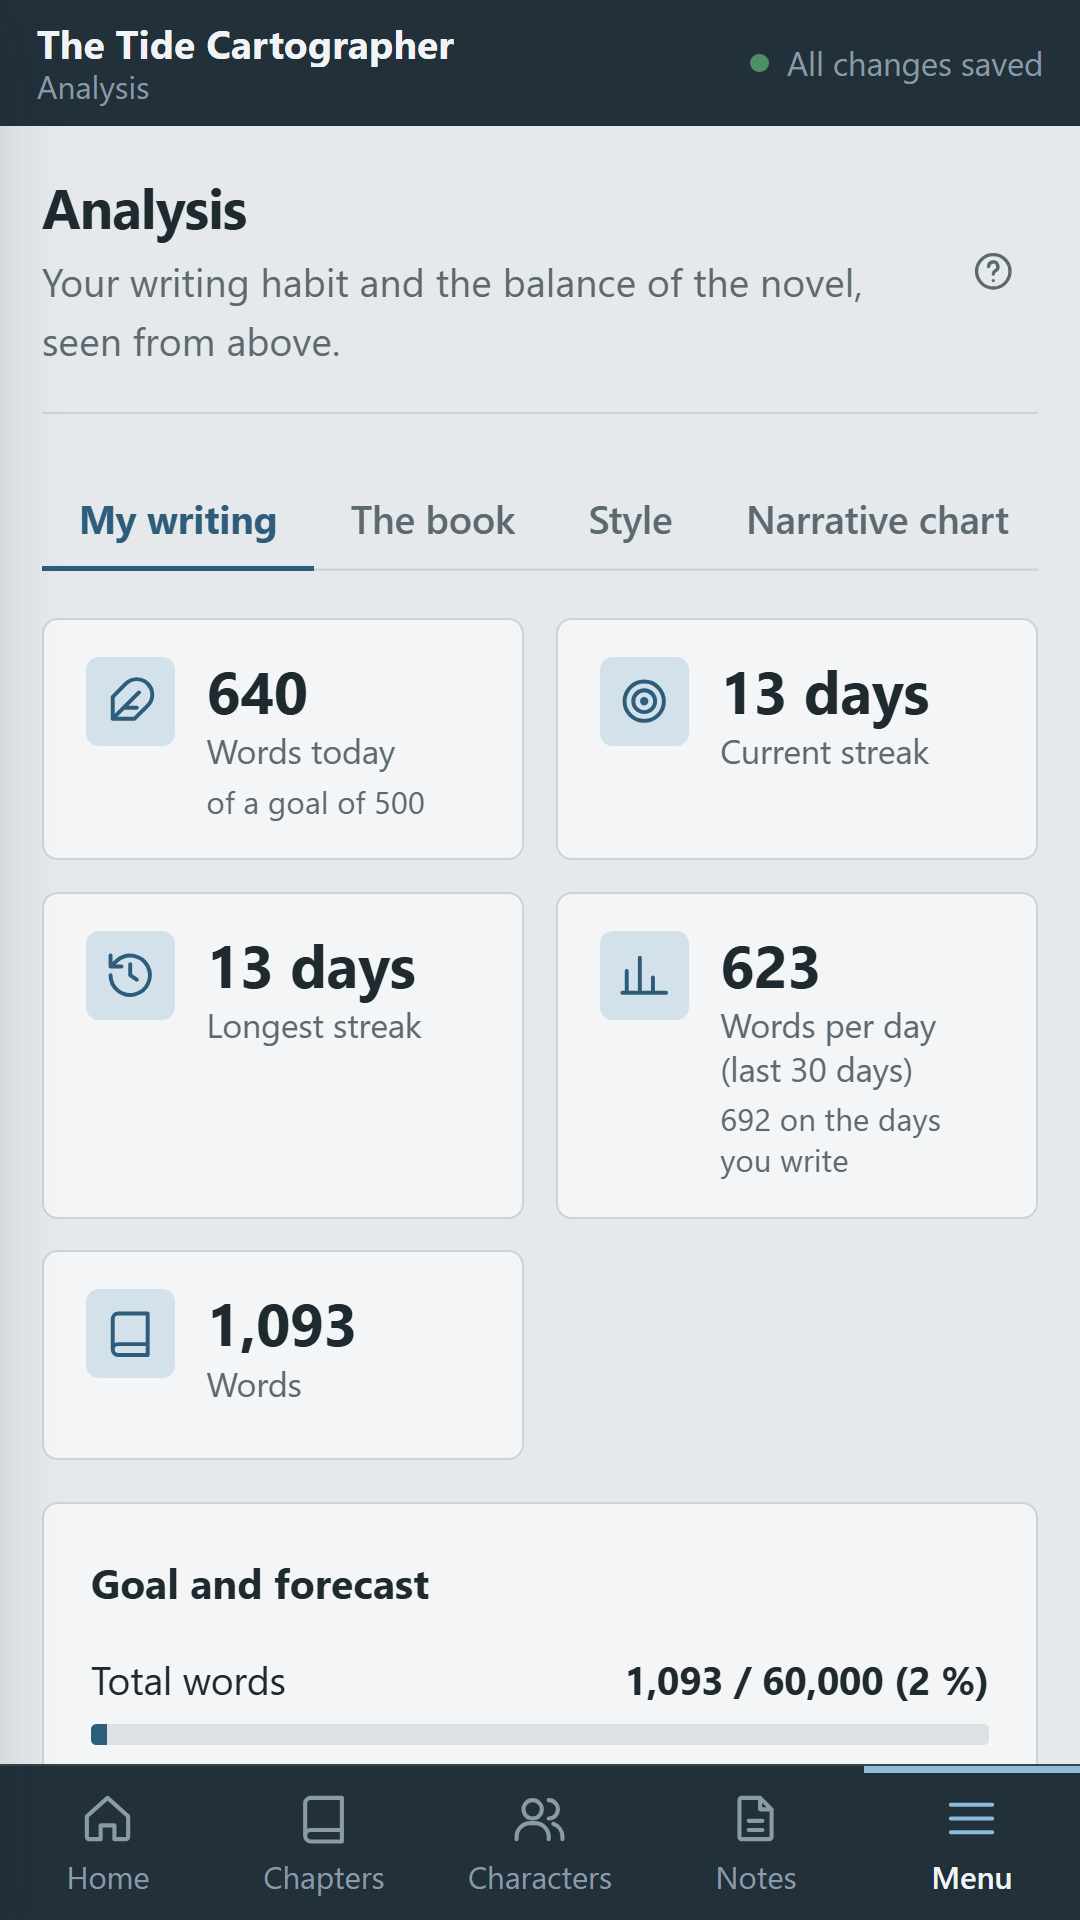 The Tide Cartographer
Analysis
All changes saved
Analysis
Your writing habit and the balance of the novel,
seen from above.
My writing
The book
Style
Narrative chart
640
Words today
of a goal of 500
13 days
Current streak
13 days
Longest streak
623
Words per day
(last 30 days)
692 on the days
you write
1,093
Words
Goal and forecast
Total words
1,093 / 60,000 (2 %)
Home
Chapters
Characters
Notes
Menu